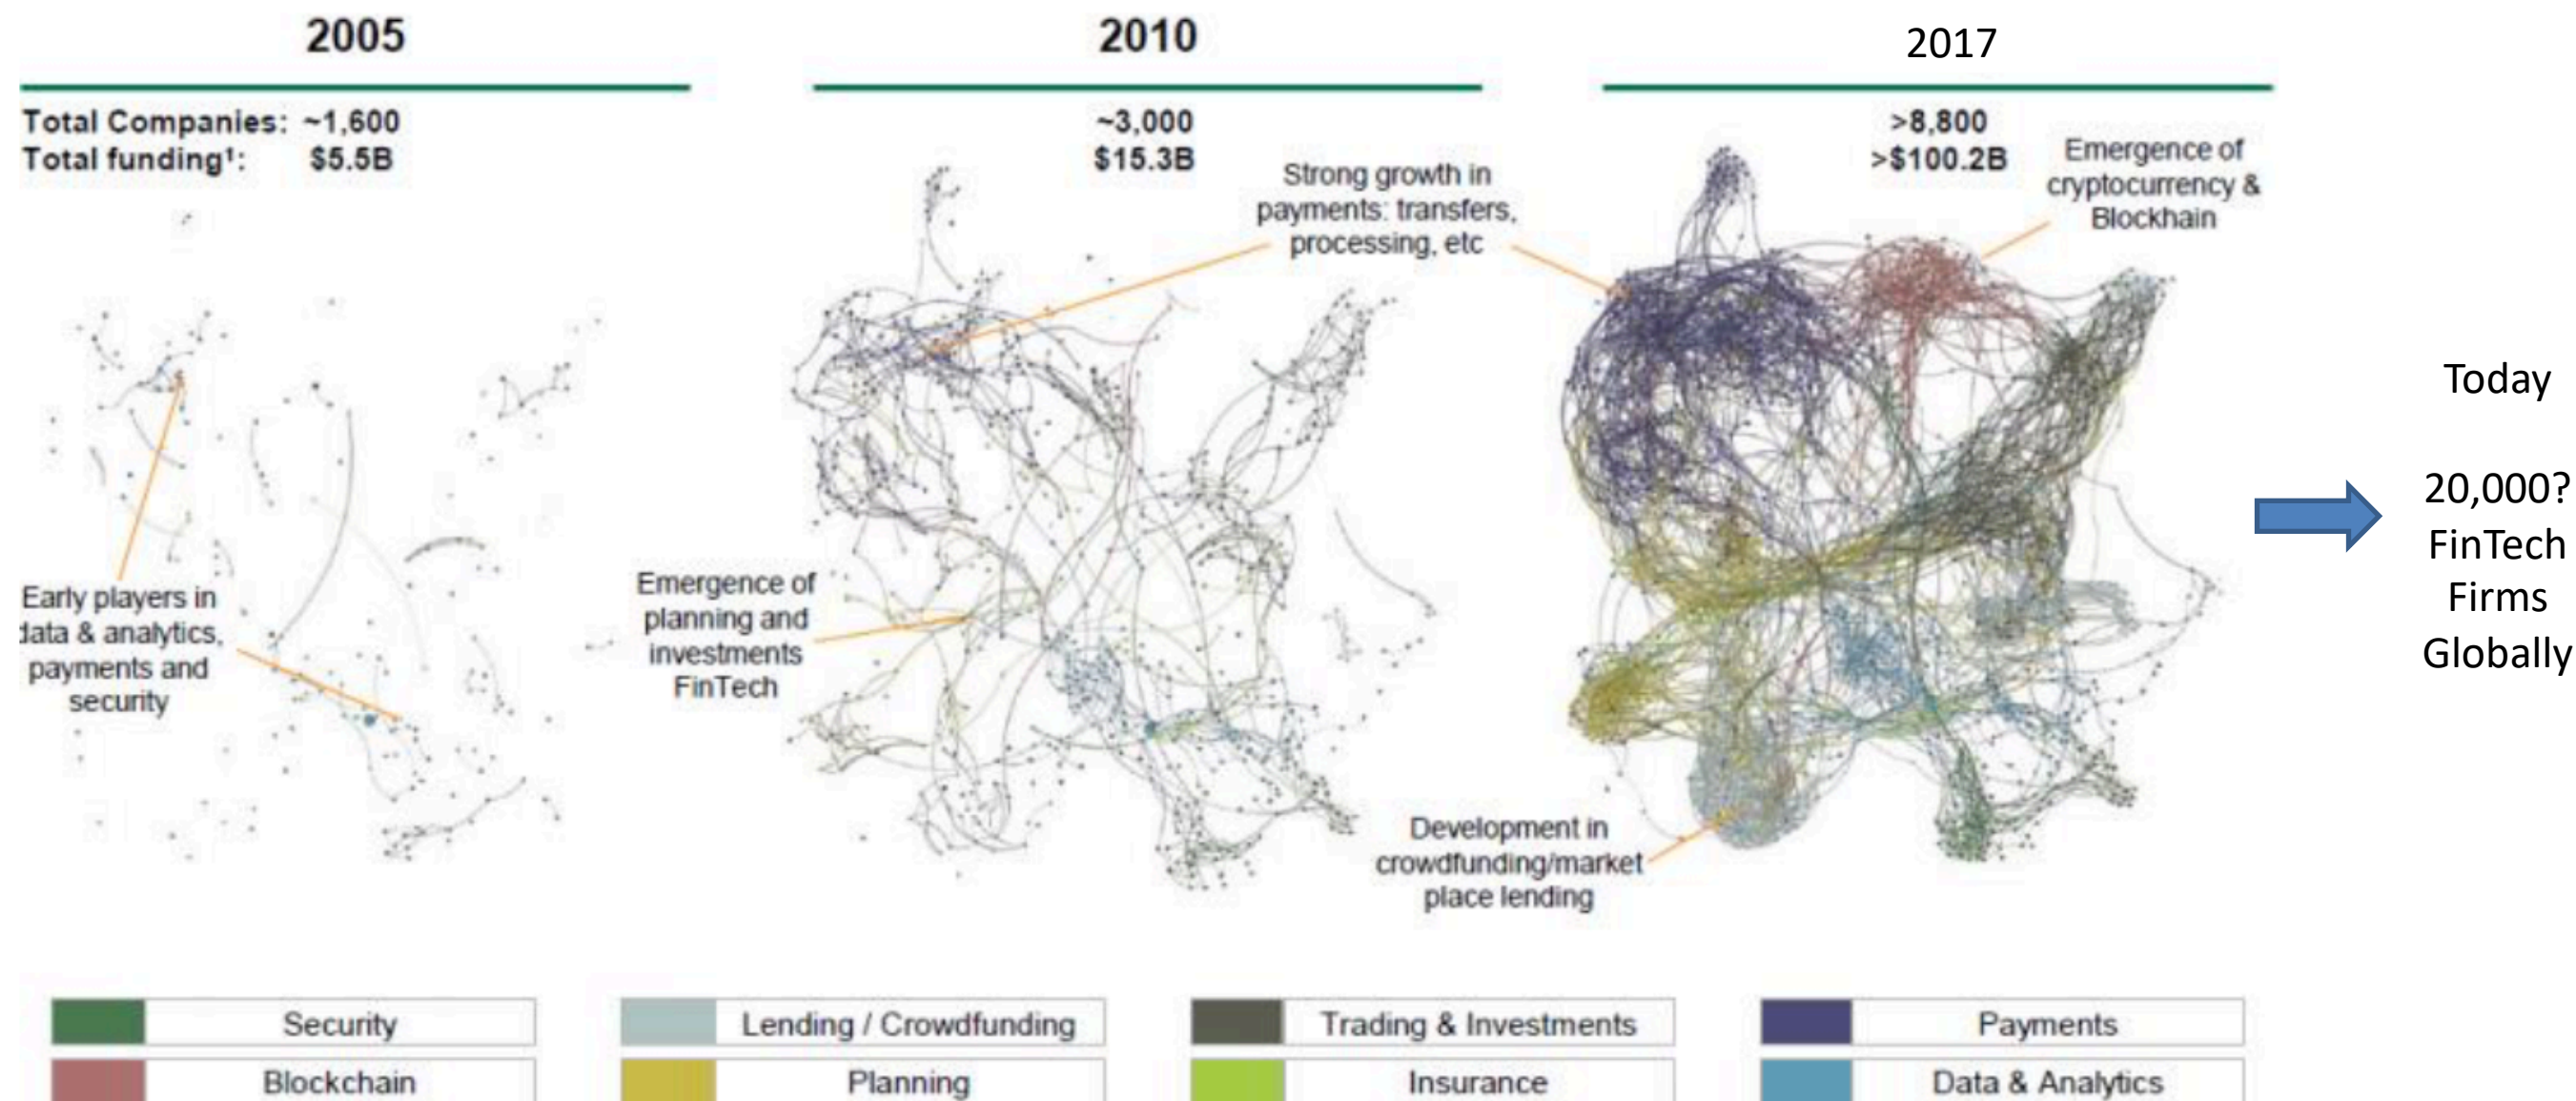 2005
2010
2017
Total Companies: ~1,600
Total funding¹: $5.5B
~3,000
$15.3B
>8,800
>$100.2B
Strong growth in
payments: transfers,
processing, etc
Emergence of
cryptocurrency &
Blockhain
Early players in
data & analytics,
payments and
security
Emergence of
planning and
investments
FinTech
Development in
crowdfunding/market
place lending
Today
20,000?
FinTech
Firms
Globally
Security
Lending / Crowdfunding
Trading & Investments
Payments
Blockchain
Planning
Insurance
Data & Analytics